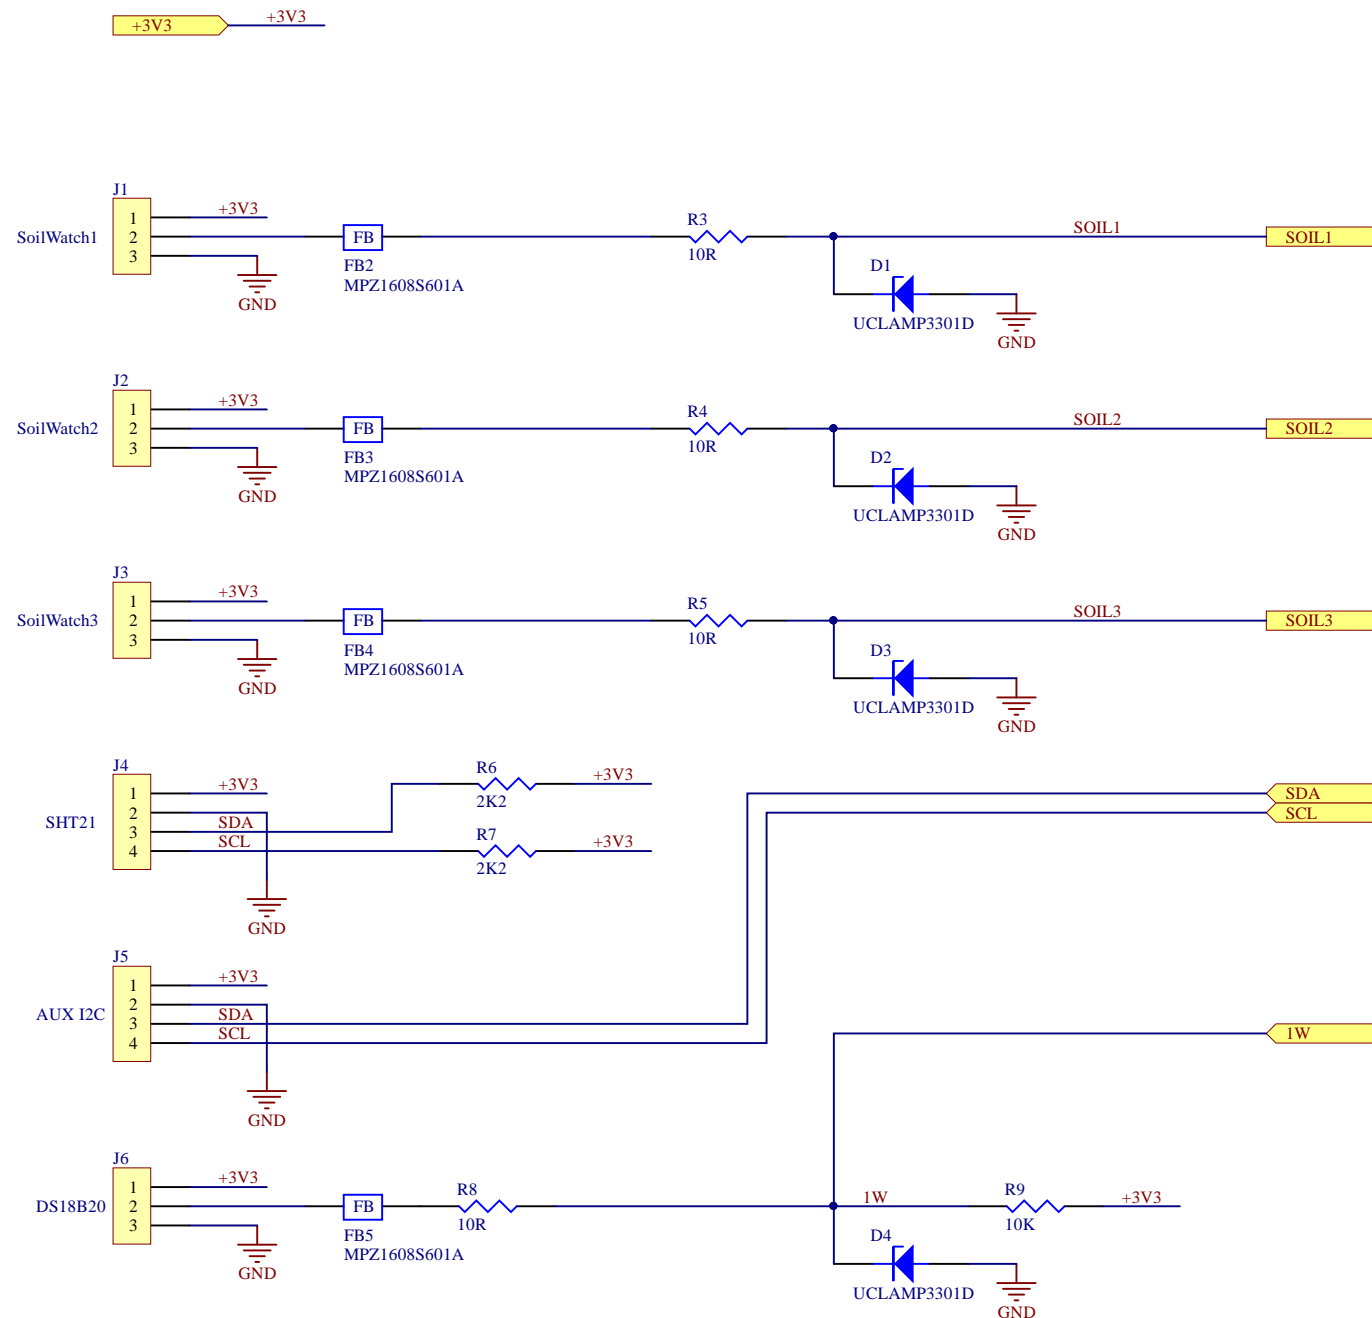 +3V3 +3V3
J1
1 +3V3
SoilWatch1 2 FB R3 SOIL1 SOIL1
3 10R
FB2 D1
MPZ1608S601A
GND
UCLAMP3301D
GND
J2
1 +3V3
SoilWatch2 2 FB R4 SOIL2 SOIL2
3 10R
FB3 D2
MPZ1608S601A
GND
UCLAMP3301D
GND
J3
1 +3V3
SoilWatch3 2 FB R5 SOIL3 SOIL3
3 10R
FB4 D3
MPZ1608S601A
GND
UCLAMP3301D
GND
J4
R6 +3V3
1 +3V3 SDA
2 2K2 SCL
SHT21
3 SDA
R7 +3V3
4 SCL
2K2
GND
J5
1 +3V3
2
AUX I2C
3 SDA
4 SCL
1W
GND
J6
1 +3V3 R8 R9
DS18B20 2 FB 1W +3V3
3 10R 10K
FB5 D4
MPZ1608S601A
GND
UCLAMP3301D
GND